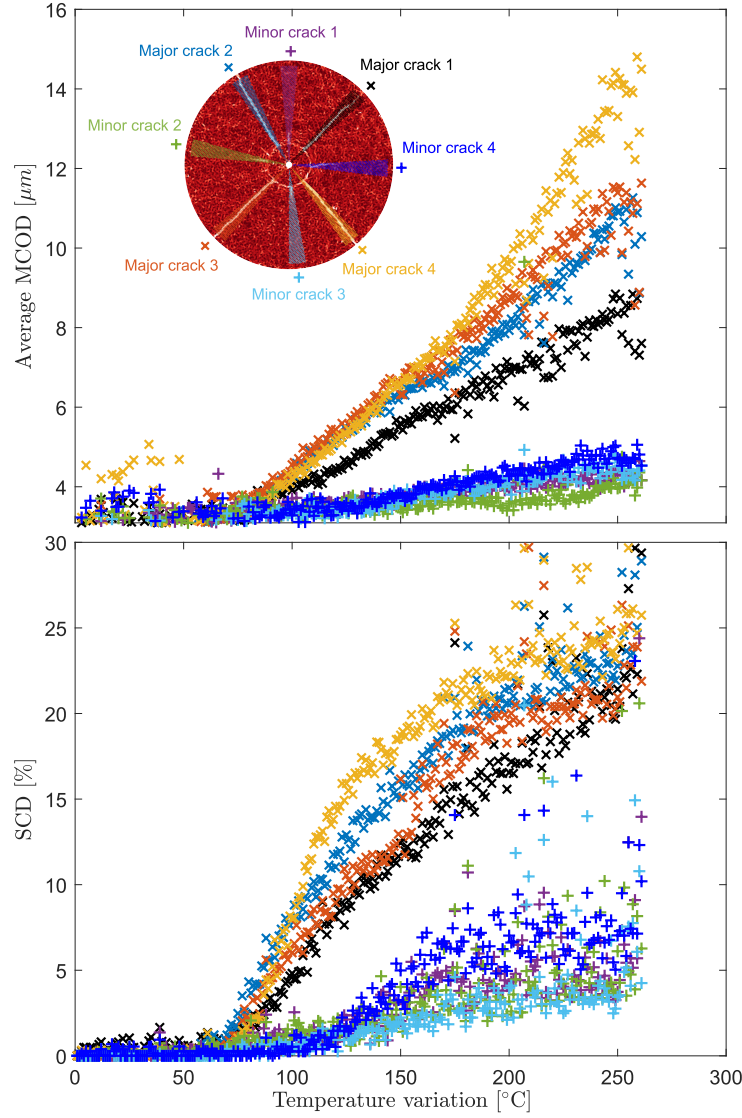 16
14
12
10
8
6
4
Average MCOD [μm]
Minor crack 1
Major crack 2
Major crack 1
Minor crack 2
Minor crack 4
Major crack 3
Major crack 4
Minor crack 3
30
25
20
15
10
5
0
SCD [%]
0 50 100 150 200 250 300
Temperature variation [°C]